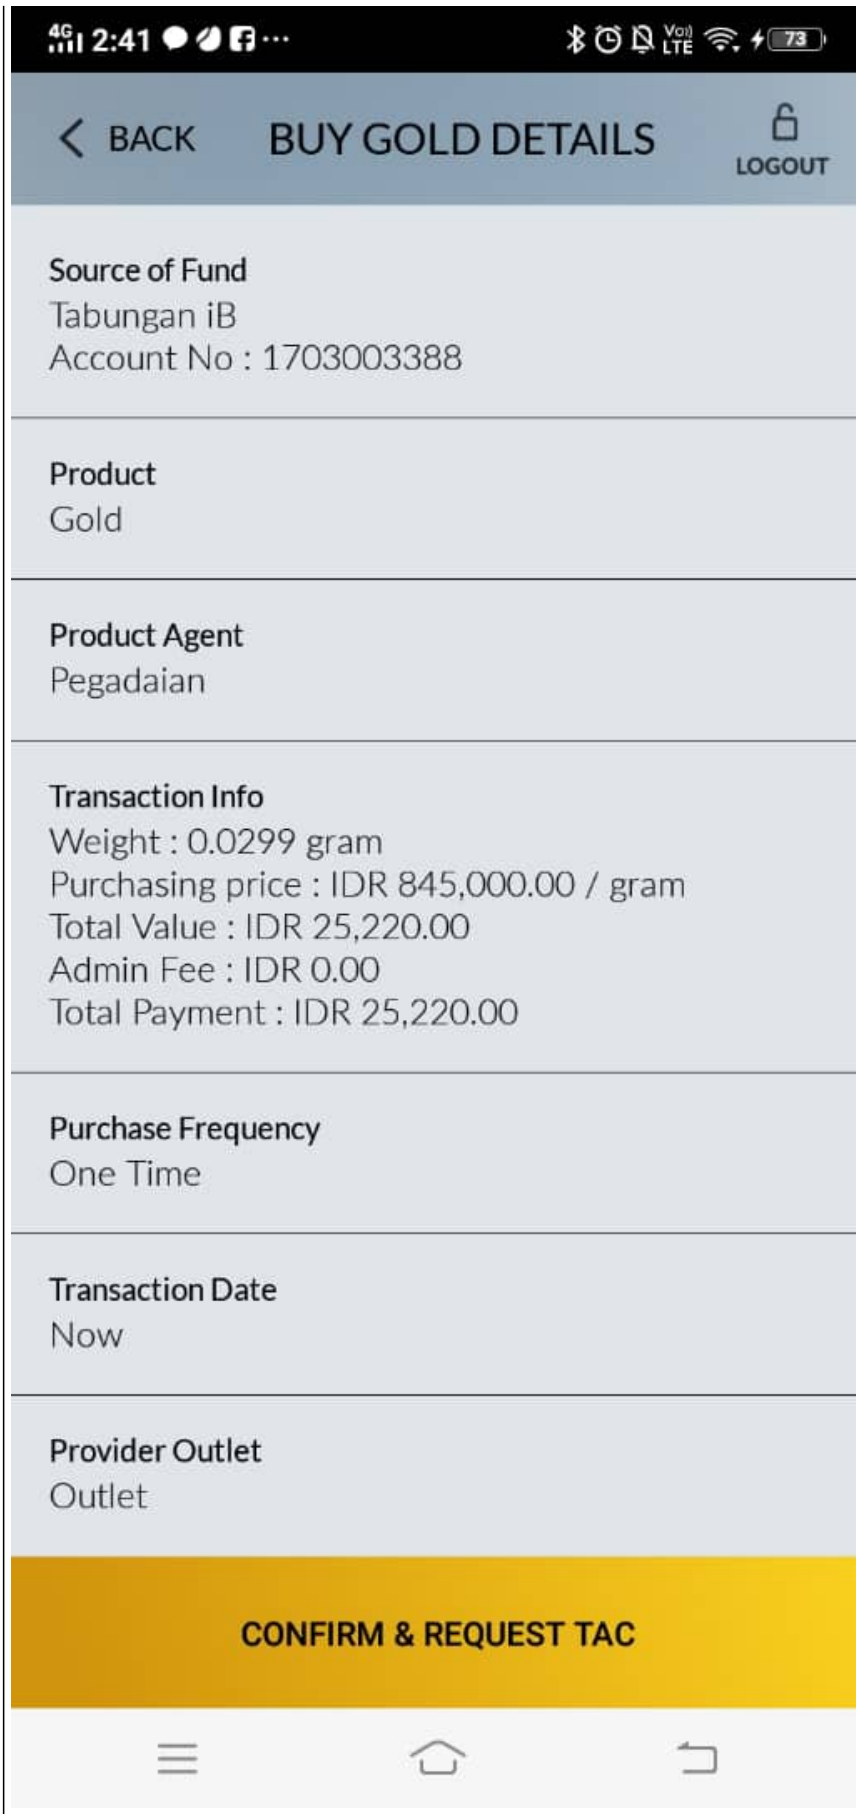 4G 2:41
Vo)) LTE 73
BACK BUY GOLD DETAILS LOGOUT
Source of Fund
Tabungan iB
Account No : 1703003388
Product
Gold
Product Agent
Pegadaian
Transaction Info
Weight : 0.0299 gram
Purchasing price : IDR 845,000.00 / gram
Total Value : IDR 25,220.00
Admin Fee : IDR 0.00
Total Payment : IDR 25,220.00
Purchase Frequency
One Time
Transaction Date
Now
Provider Outlet
Outlet
CONFIRM & REQUEST TAC